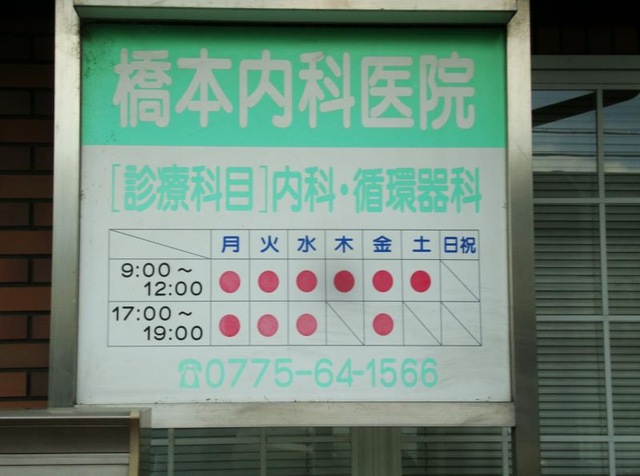 橋本内科医院
[診療科目]内科・循環器科
月 火 水 木 金 土 日祝
9:00～
12:00 ● ● ● ● ● ●
17:00～
19:00 ● ● ● ●
☎0775-64-1566